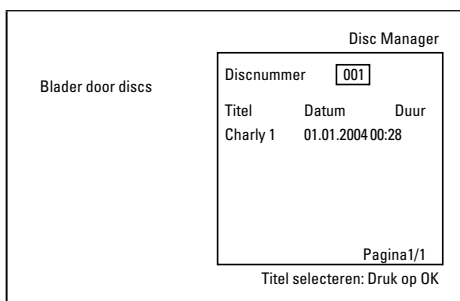 Disc Manager
Blader door discs
Discnummer 001
Titel Datum Duur
Charly 1 01.01.2004 00:28
Pagina1/1
Titel selecteren: Druk op OK